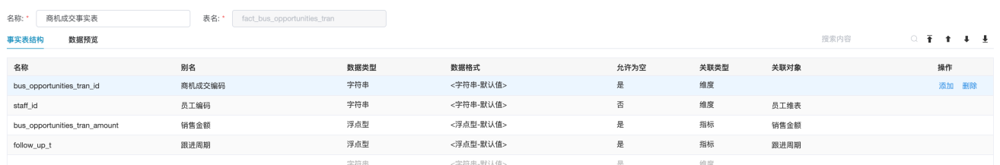 名称: * 商机成交事实表 表名: * fact_bus_opportunities_tran
事实表结构 数据预览 搜索内容
名称 别名 数据类型 数据格式 允许为空 关联类型 关联对象 操作
bus_opportunities_tran_id 商机成交编码 字符串 <字符串-默认值> 是 维度 添加 删除
staff_id 员工编码 字符串 <字符串-默认值> 否 维度 员工维表
bus_opportunities_tran_amount 销售金额 浮点型 <浮点型-默认值> 是 指标 销售金额
follow_up_t 跟进周期 浮点型 <浮点型-默认值> 是 指标 跟进周期
字符串 <字符串-默认值> 是 维度